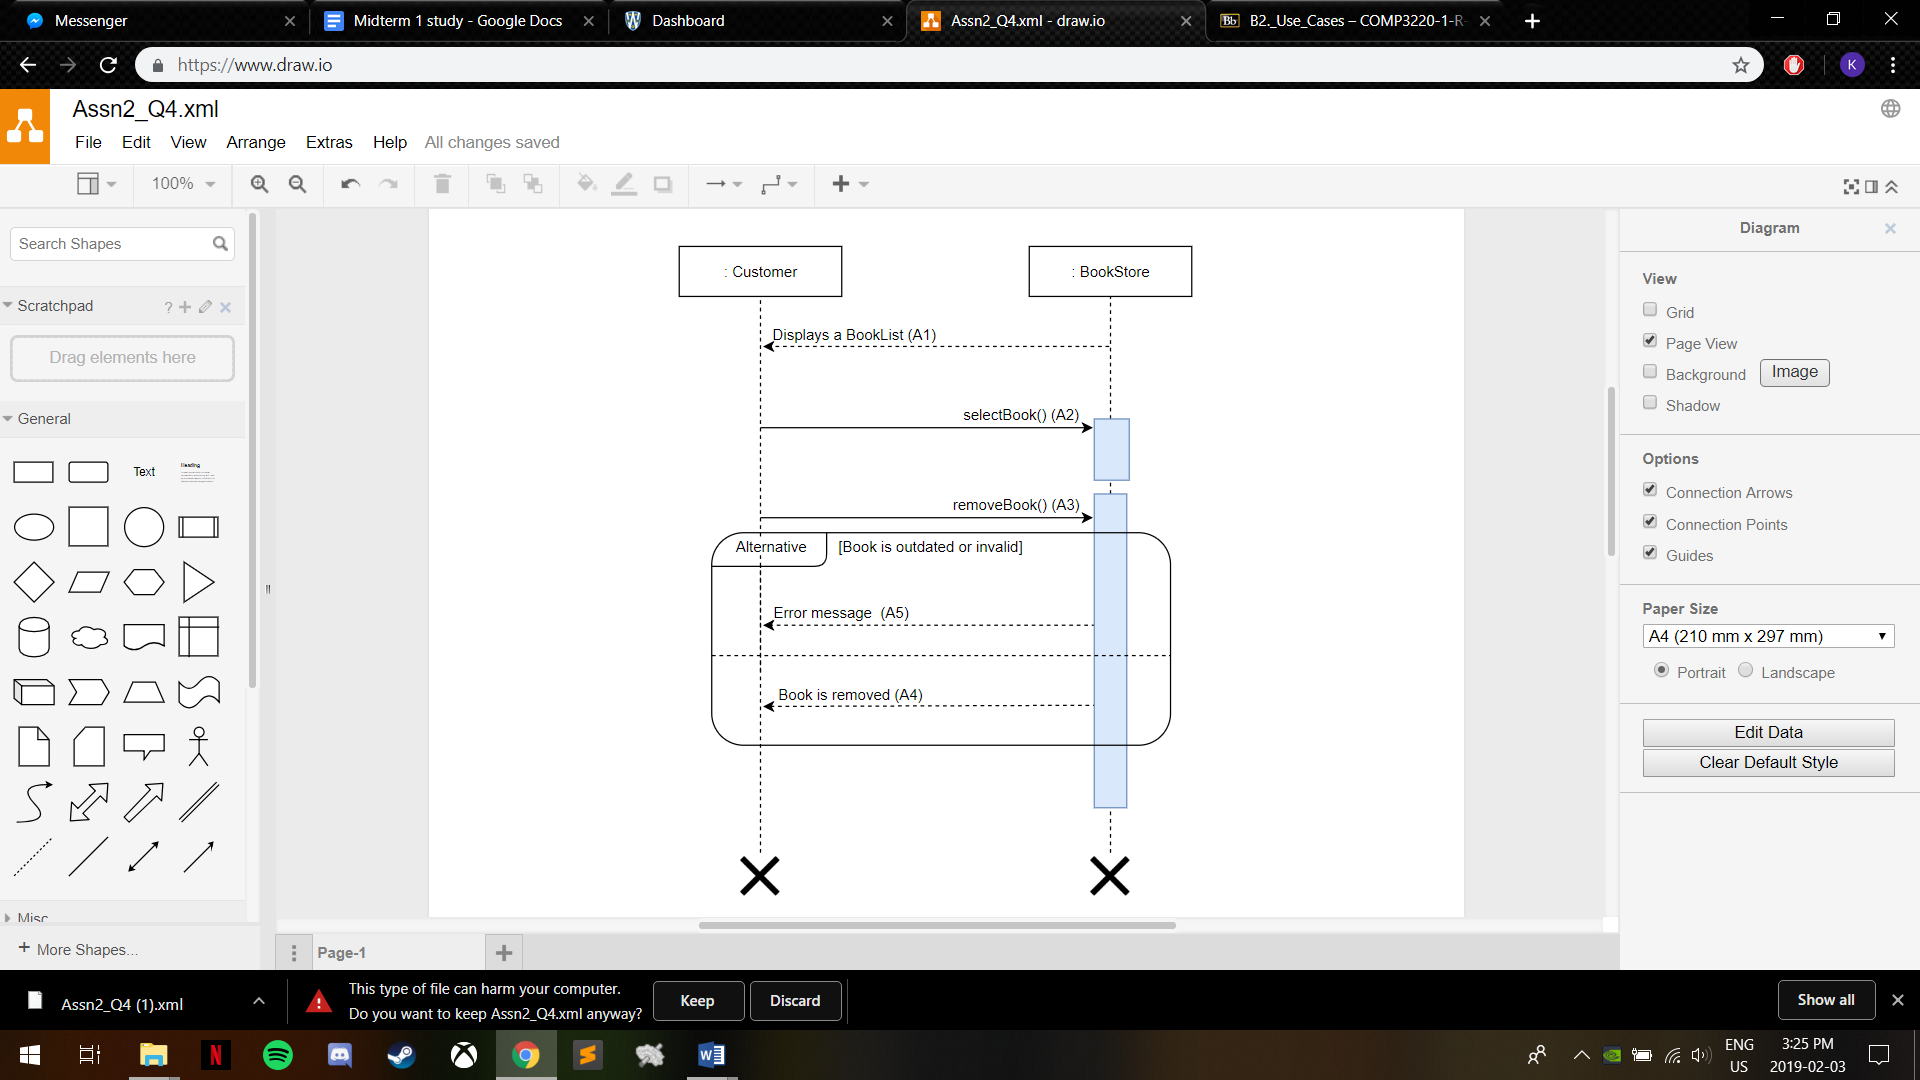 Messenger
Midterm 1 study - Google Docs
Dashboard
Assn2_Q4.xml - draw.io
Bb B2._Use_Cases – COMP3220-1-R-
https://www.draw.io
K
Assn2_Q4.xml
File Edit View Arrange Extras Help All changes saved
100%
Search Shapes
Scratchpad
?
Drag elements here
General
Text
Heading
Misc
More Shapes...
: Customer
: BookStore
Displays a BookList (A1)
selectBook() (A2)
removeBook() (A3)
Alternative
[Book is outdated or invalid]
Error message (A5)
Book is removed (A4)
Page-1
Diagram
View
Grid
Page View
Background
Image
Shadow
Options
Connection Arrows
Connection Points
Guides
Paper Size
A4 (210 mm x 297 mm)
Portrait
Landscape
Edit Data
Clear Default Style
Assn2_Q4 (1).xml
This type of file can harm your computer.
Do you want to keep Assn2_Q4.xml anyway?
Keep
Discard
Show all
ENG
US
3:25 PM
2019-02-03